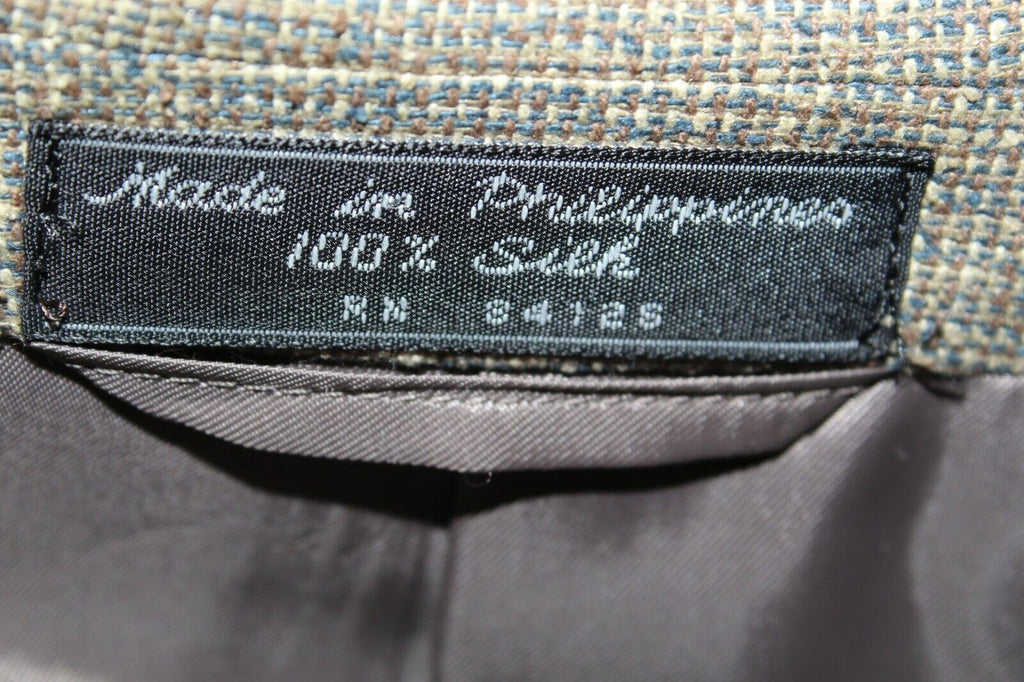 Made in Philippines
100% Silk
RN 84125